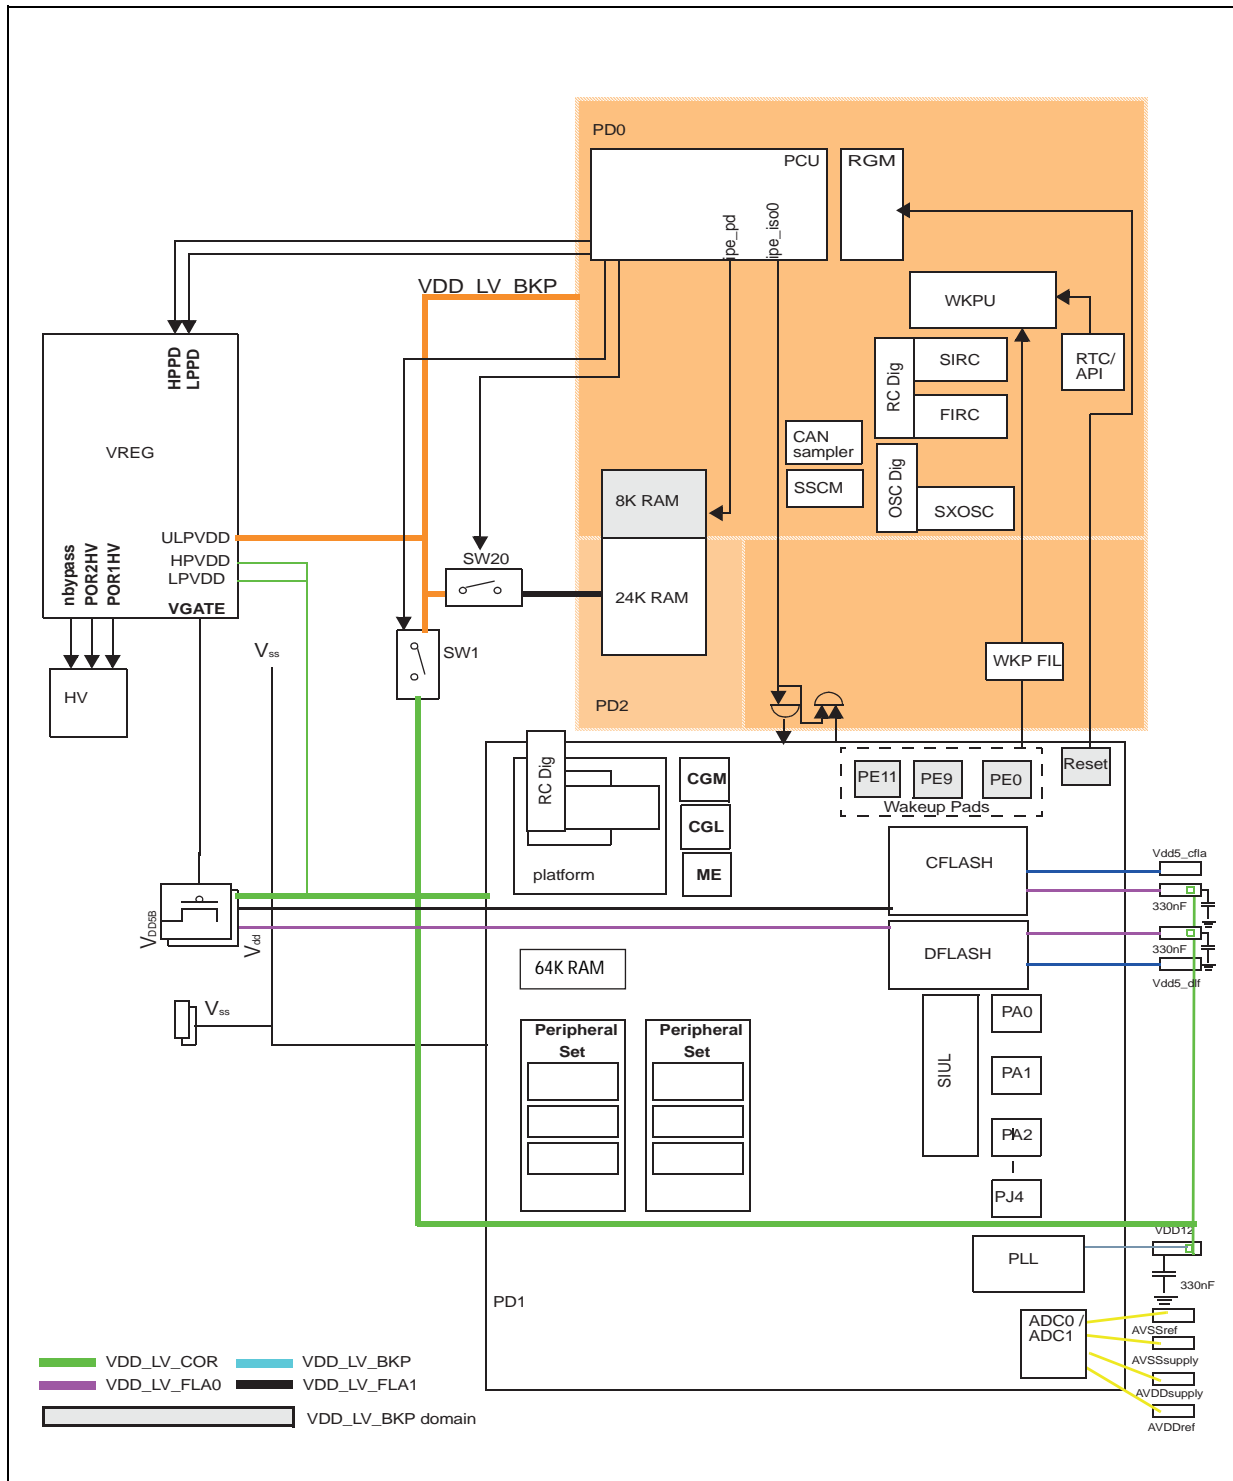 PD0
PCU
RGM
ipe_pd
ipe_iso0
VDD_LV_BKP
WKPU
HPPD
LPPD
RC Dig
SIRC
RTC/
API
FIRC
VREG
CAN
sampler
OSC Dig
SSCM
8K RAM
SXOSC
ULPVDD
HPVDD
LPVDD
VGATE
nbypass
POR2HV
POR1HV
SW20
24K RAM
Vss
SW1
WKP FIL
HV
PD2
RC Dig
CGM
PE11
PE9
PE0
Reset
Wakeup Pads
CGL
CFLASH
Vdd5_cfla
platform
ME
330nF
VDD5B
Vdd
DFLASH
330nF
64K RAM
Vdd5_dlf
Vss
PA0
Peripheral
Set
Peripheral
Set
SIUL
PA1
PA2
PJ4
VDD12
PLL
330nF
PD1
ADC0 /
ADC1
AVSSref
AVSSsupply
AVDDsupply
AVDDref
VDD_LV_COR
VDD_LV_BKP
VDD_LV_FLA0
VDD_LV_FLA1
VDD_LV_BKP domain